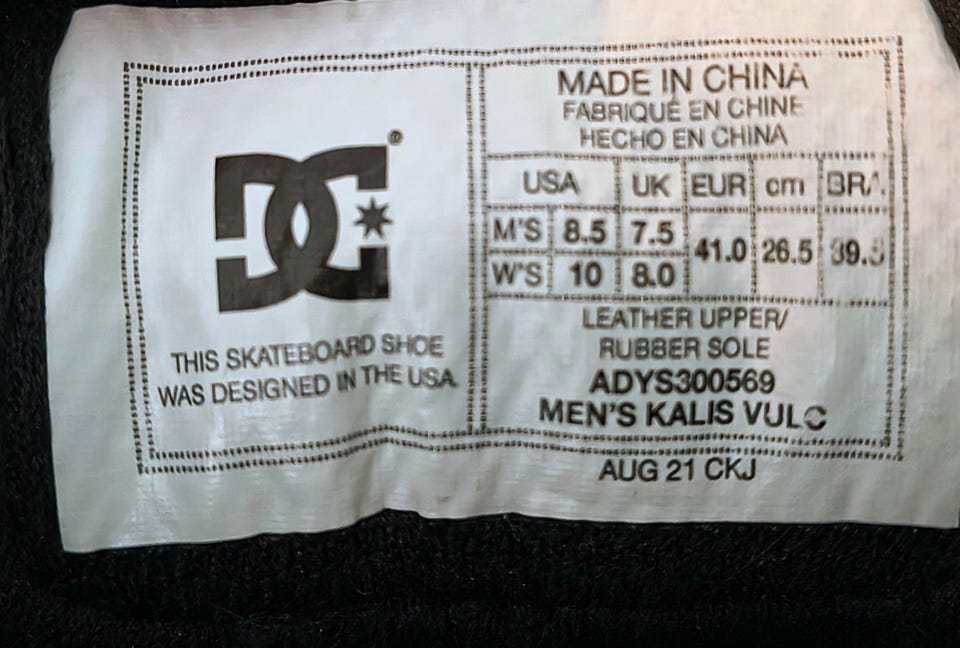 DC®
THIS SKATEBOARD SHOE
WAS DESIGNED IN THE USA
MADE IN CHINA
FABRIQUÉ EN CHINE
HECHO EN CHINA
USA UK EUR cm BRA
M'S 8.5 7.5 41.0 26.5
W'S 10 8.0
LEATHER UPPER/
RUBBER SOLE
ADYS300569
MEN'S KALIS VULC
AUG 21 CKJ